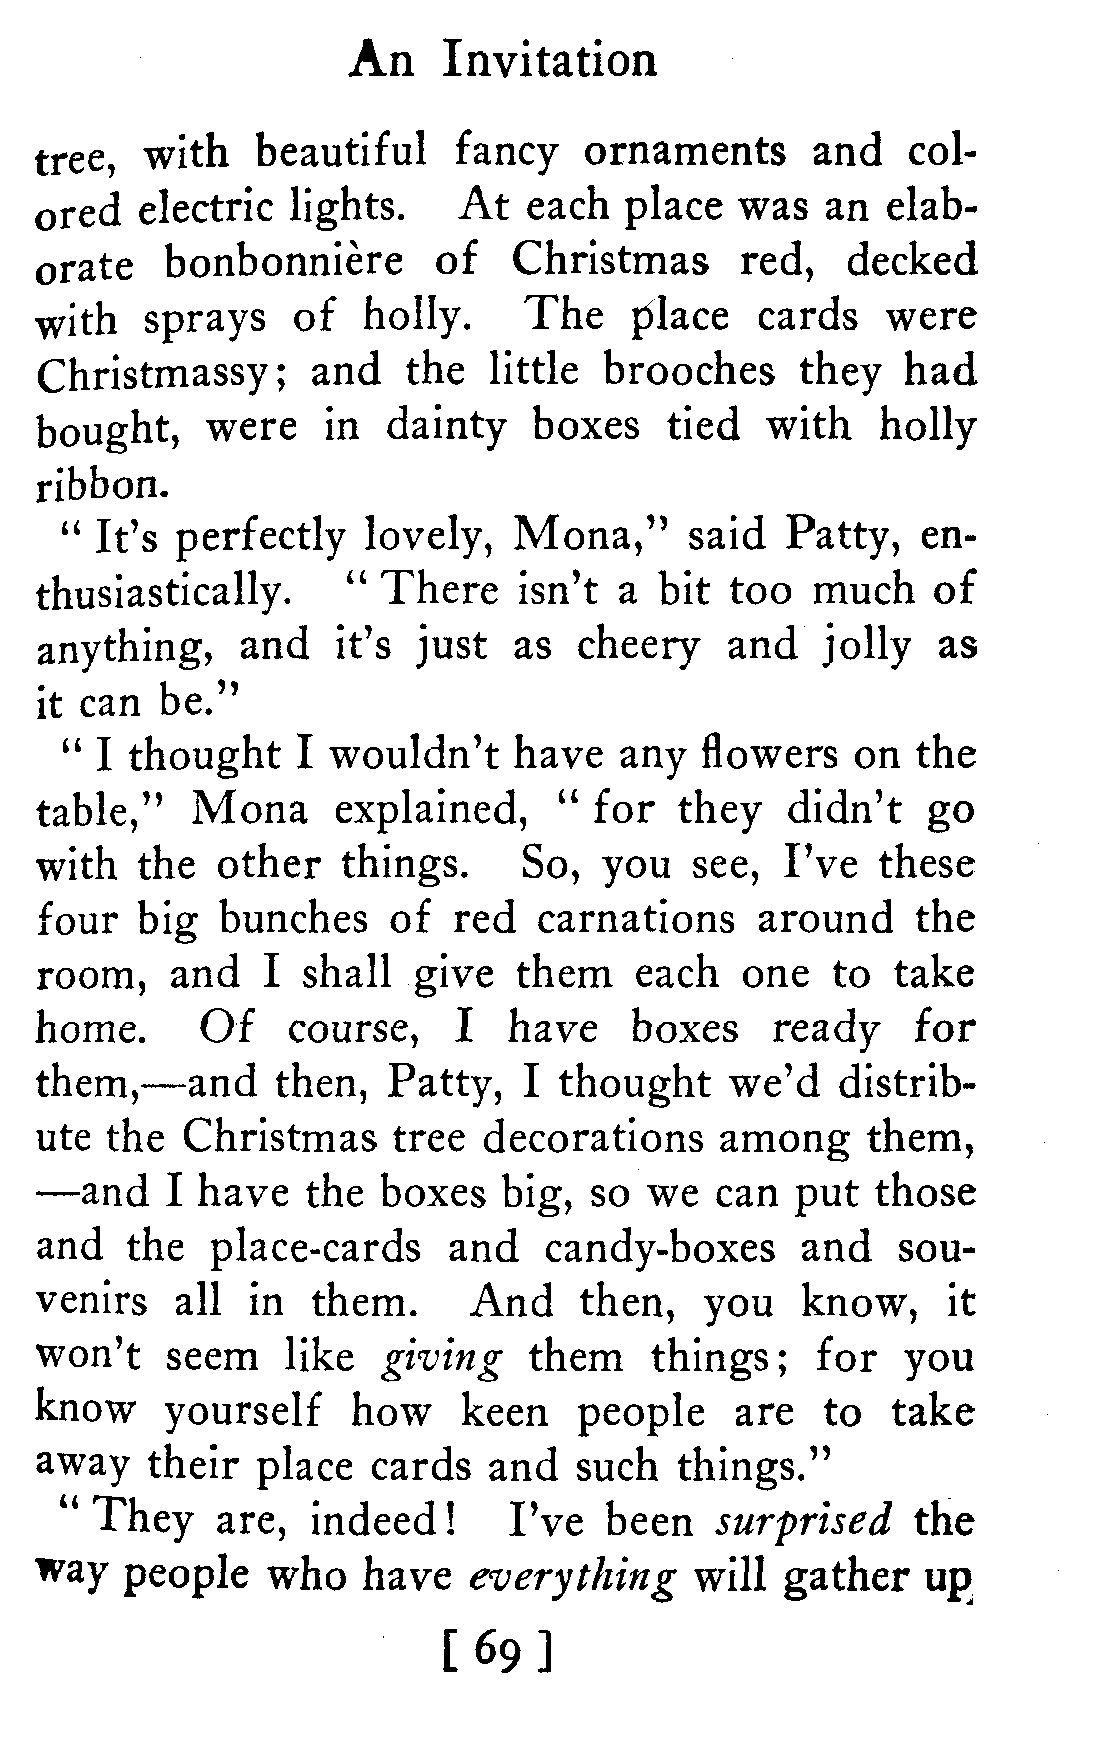 An Invitation
tree, with beautiful fancy ornaments and col-
ored electric lights. At each place was an elab-
orate bonbonnière of Christmas red, decked
with sprays of holly. The place cards were
Christmassy; and the little brooches they had
bought, were in dainty boxes tied with holly
ribbon.
“ It’s perfectly lovely, Mona,” said Patty, en-
thusiastically. “ There isn’t a bit too much of
anything, and it’s just as cheery and jolly as
it can be.”
“ I thought I wouldn’t have any flowers on the
table,” Mona explained, “ for they didn’t go
with the other things. So, you see, I’ve these
four big bunches of red carnations around the
room, and I shall give them each one to take
home. Of course, I have boxes ready for
them,—and then, Patty, I thought we’d distrib-
ute the Christmas tree decorations among them,
—and I have the boxes big, so we can put those
and the place-cards and candy-boxes and sou-
venirs all in them. And then, you know, it
won’t seem like giving them things; for you
know yourself how keen people are to take
away their place cards and such things.”
“ They are, indeed! I’ve been surprised the
way people who have everything will gather up
[ 69 ]